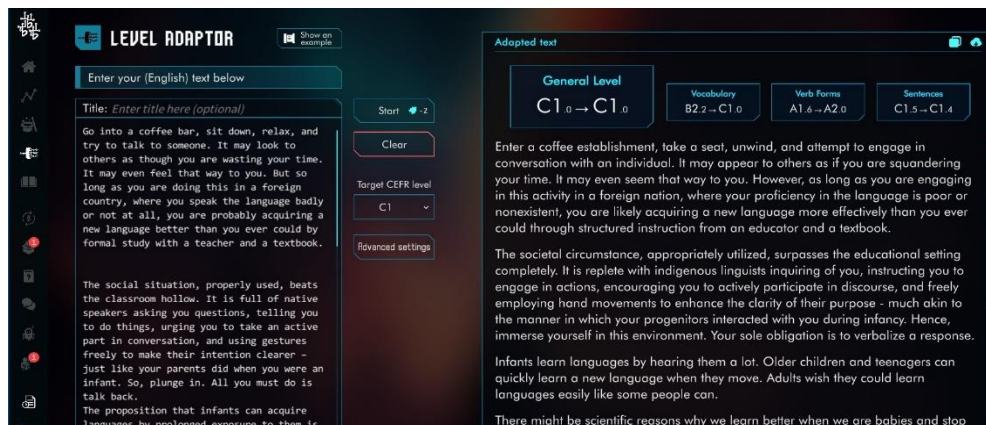 LEVEL ADAPTOR
Show an
example
Enter your (English) text below
Title: Enter title here (optional)
Go into a coffee bar, sit down, relax, and
try to talk to someone. It may look to
others as though you are wasting your time.
It may even feel that way to you. But so
long as you are doing this in a foreign
country, where you speak the language badly
or not at all, you are probably acquiring a
new language better than you ever could by
formal study with a teacher and a textbook.
The social situation, properly used, beats
the classroom hollow. It is full of native
speakers asking you questions, telling you
to do things, urging you to take an active
part in conversation, and using gestures
freely to make their intention clearer –
just like your parents did when you were an
infant. So, plunge in. All you must do is
talk back.
The proposition that infants can acquire
languages by prolonged exposure to them is
Start -2
Clear
Target CEFR level
C1
Advanced settings
1
1
Adapted text
General Level
C1.0 → C1.0
Vocabulary
B2.2 → C1.0
Verb Forms
A1.6 → A2.0
Sentences
C1.5 → C1.4
Enter a coffee establishment, take a seat, unwind, and attempt to engage in
conversation with an individual. It may appear to others as if you are squandering
your time. It may even seem that way to you. However, as long as you are engaging
in this activity in a foreign nation, where your proficiency in the language is poor or
nonexistent, you are likely acquiring a new language more effectively than you ever
could through structured instruction from an educator and a textbook.
The societal circumstance, appropriately utilized, surpasses the educational setting
completely. It is replete with indigenous linguists inquiring of you, instructing you to
engage in actions, encouraging you to actively participate in discourse, and freely
employing hand movements to enhance the clarity of their purpose - much akin to
the manner in which your progenitors interacted with you during infancy. Hence,
immerse yourself in this environment. Your sole obligation is to verbalize a response.
Infants learn languages by hearing them a lot. Older children and teenagers can
quickly learn a new language when they move. Adults wish they could learn
languages easily like some people can.
There might be scientific reasons why we learn better when we are babies and stop